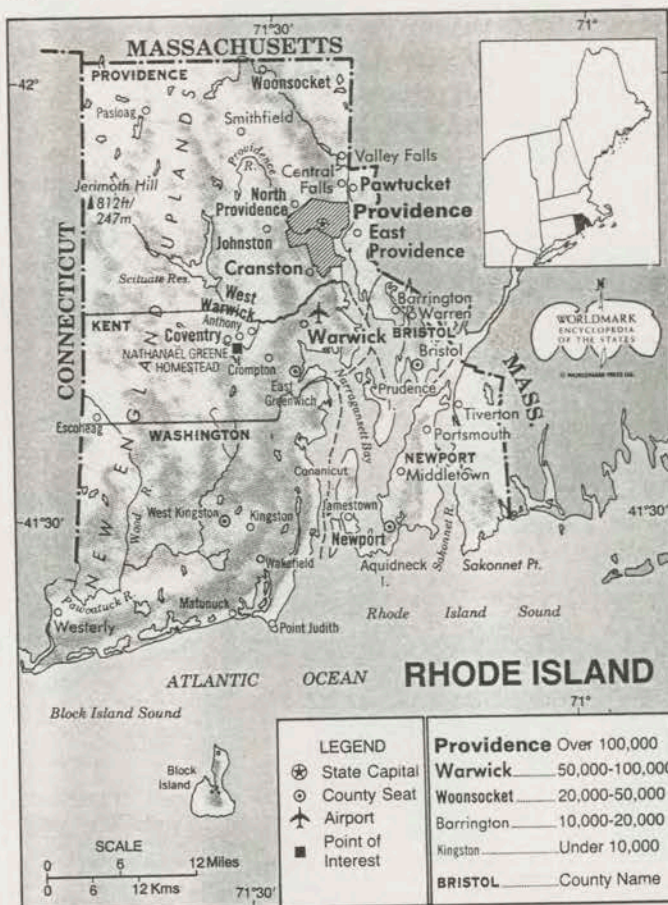 71°30'
71°
MASSACHUSETTS
42°
PROVIDENCE
Woonsocket
Pasloag
Smithfield
UPLANDS
Providence
R.
Valley Falls
Central
Falls
Jerimoth Hill
812ft/
247m
North
Providence
Pawtucket
Providence
Johnston
East
Providence
CONNECTICUT
Cranston
Scituate Res.
West
Warwick
Barrington
Warren
KENT
Anthony
Coventry
Warwick
BRISTOL
NATHANAEL GREENE
HOMESTEAD
Bristol
Crompton
East
Greenwich
Prudence
I.
MASS.
WORLDMARK
ENCYCLOPEDIA
OF THE STATES
© WORLDMARK PRESS LTD.
N
Narragansett Bay
Tiverton
Escoheag
WASHINGTON
Portsmouth
NEW ENGLAND
NEWPORT
Conanicut
Middletown
Wood R.
41°30'
West Kingston
Kingston
Jamestown
Newport
Sakonnet R.
41°30'
Wakefield
Aquidneck
I.
Sakonnet Pt.
Pawcatuck R.
Westerly
Matunuck
Point Judith
Rhode Island Sound
ATLANTIC OCEAN
RHODE ISLAND
71°
Block Island Sound
Block
Island
LEGEND
State Capital
County Seat
Airport
Point of
Interest
Providence Over 100,000
Warwick 50,000-100,000
Woonsocket 20,000-50,000
Barrington 10,000-20,000
Kingston Under 10,000
BRISTOL County Name
SCALE
0 6 12 Miles
0 6 12 Kms
71°30'